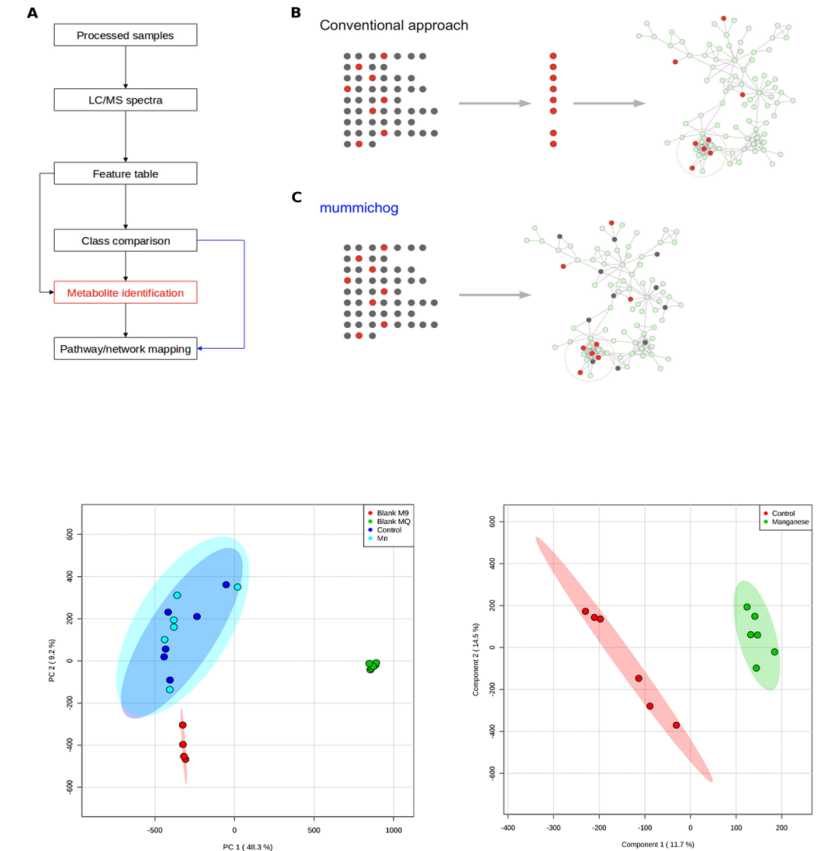 A
Processed samples
LC/MS spectra
Feature table
Class comparison
Metabolite identification
Pathway/network mapping
B
Conventional approach
C
mummichog
Blank M9
Blank MQ
Control
Mn
PC 2 ( 9.2 %)
600
400
200
0
-200
-400
-600
-500
0
500
1000
PC 1 ( 48.3 %)
Control
Manganese
Component 2 ( 14.5 %)
600
400
200
0
-200
-400
-600
-400
-300
-200
-100
0
100
200
Component 1 ( 11.7 %)